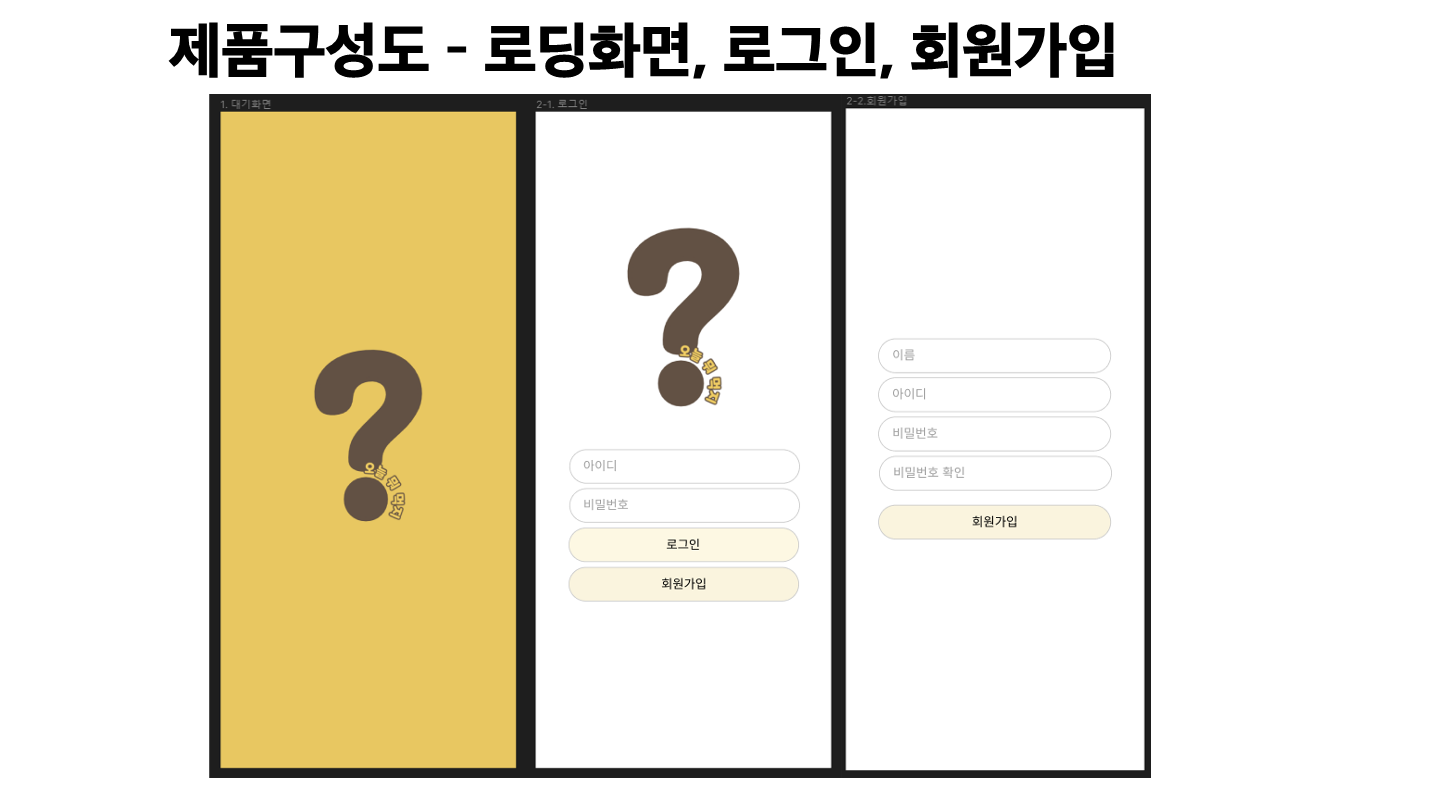 제품구성도 - 로딩화면, 로그인, 회원가입
1. 대기화면
오늘 뭐 먹지
2-1. 로그인
오늘 뭐 먹지
아이디
비밀번호
로그인
회원가입
2-2.회원가입
이름
아이디
비밀번호
비밀번호 확인
회원가입